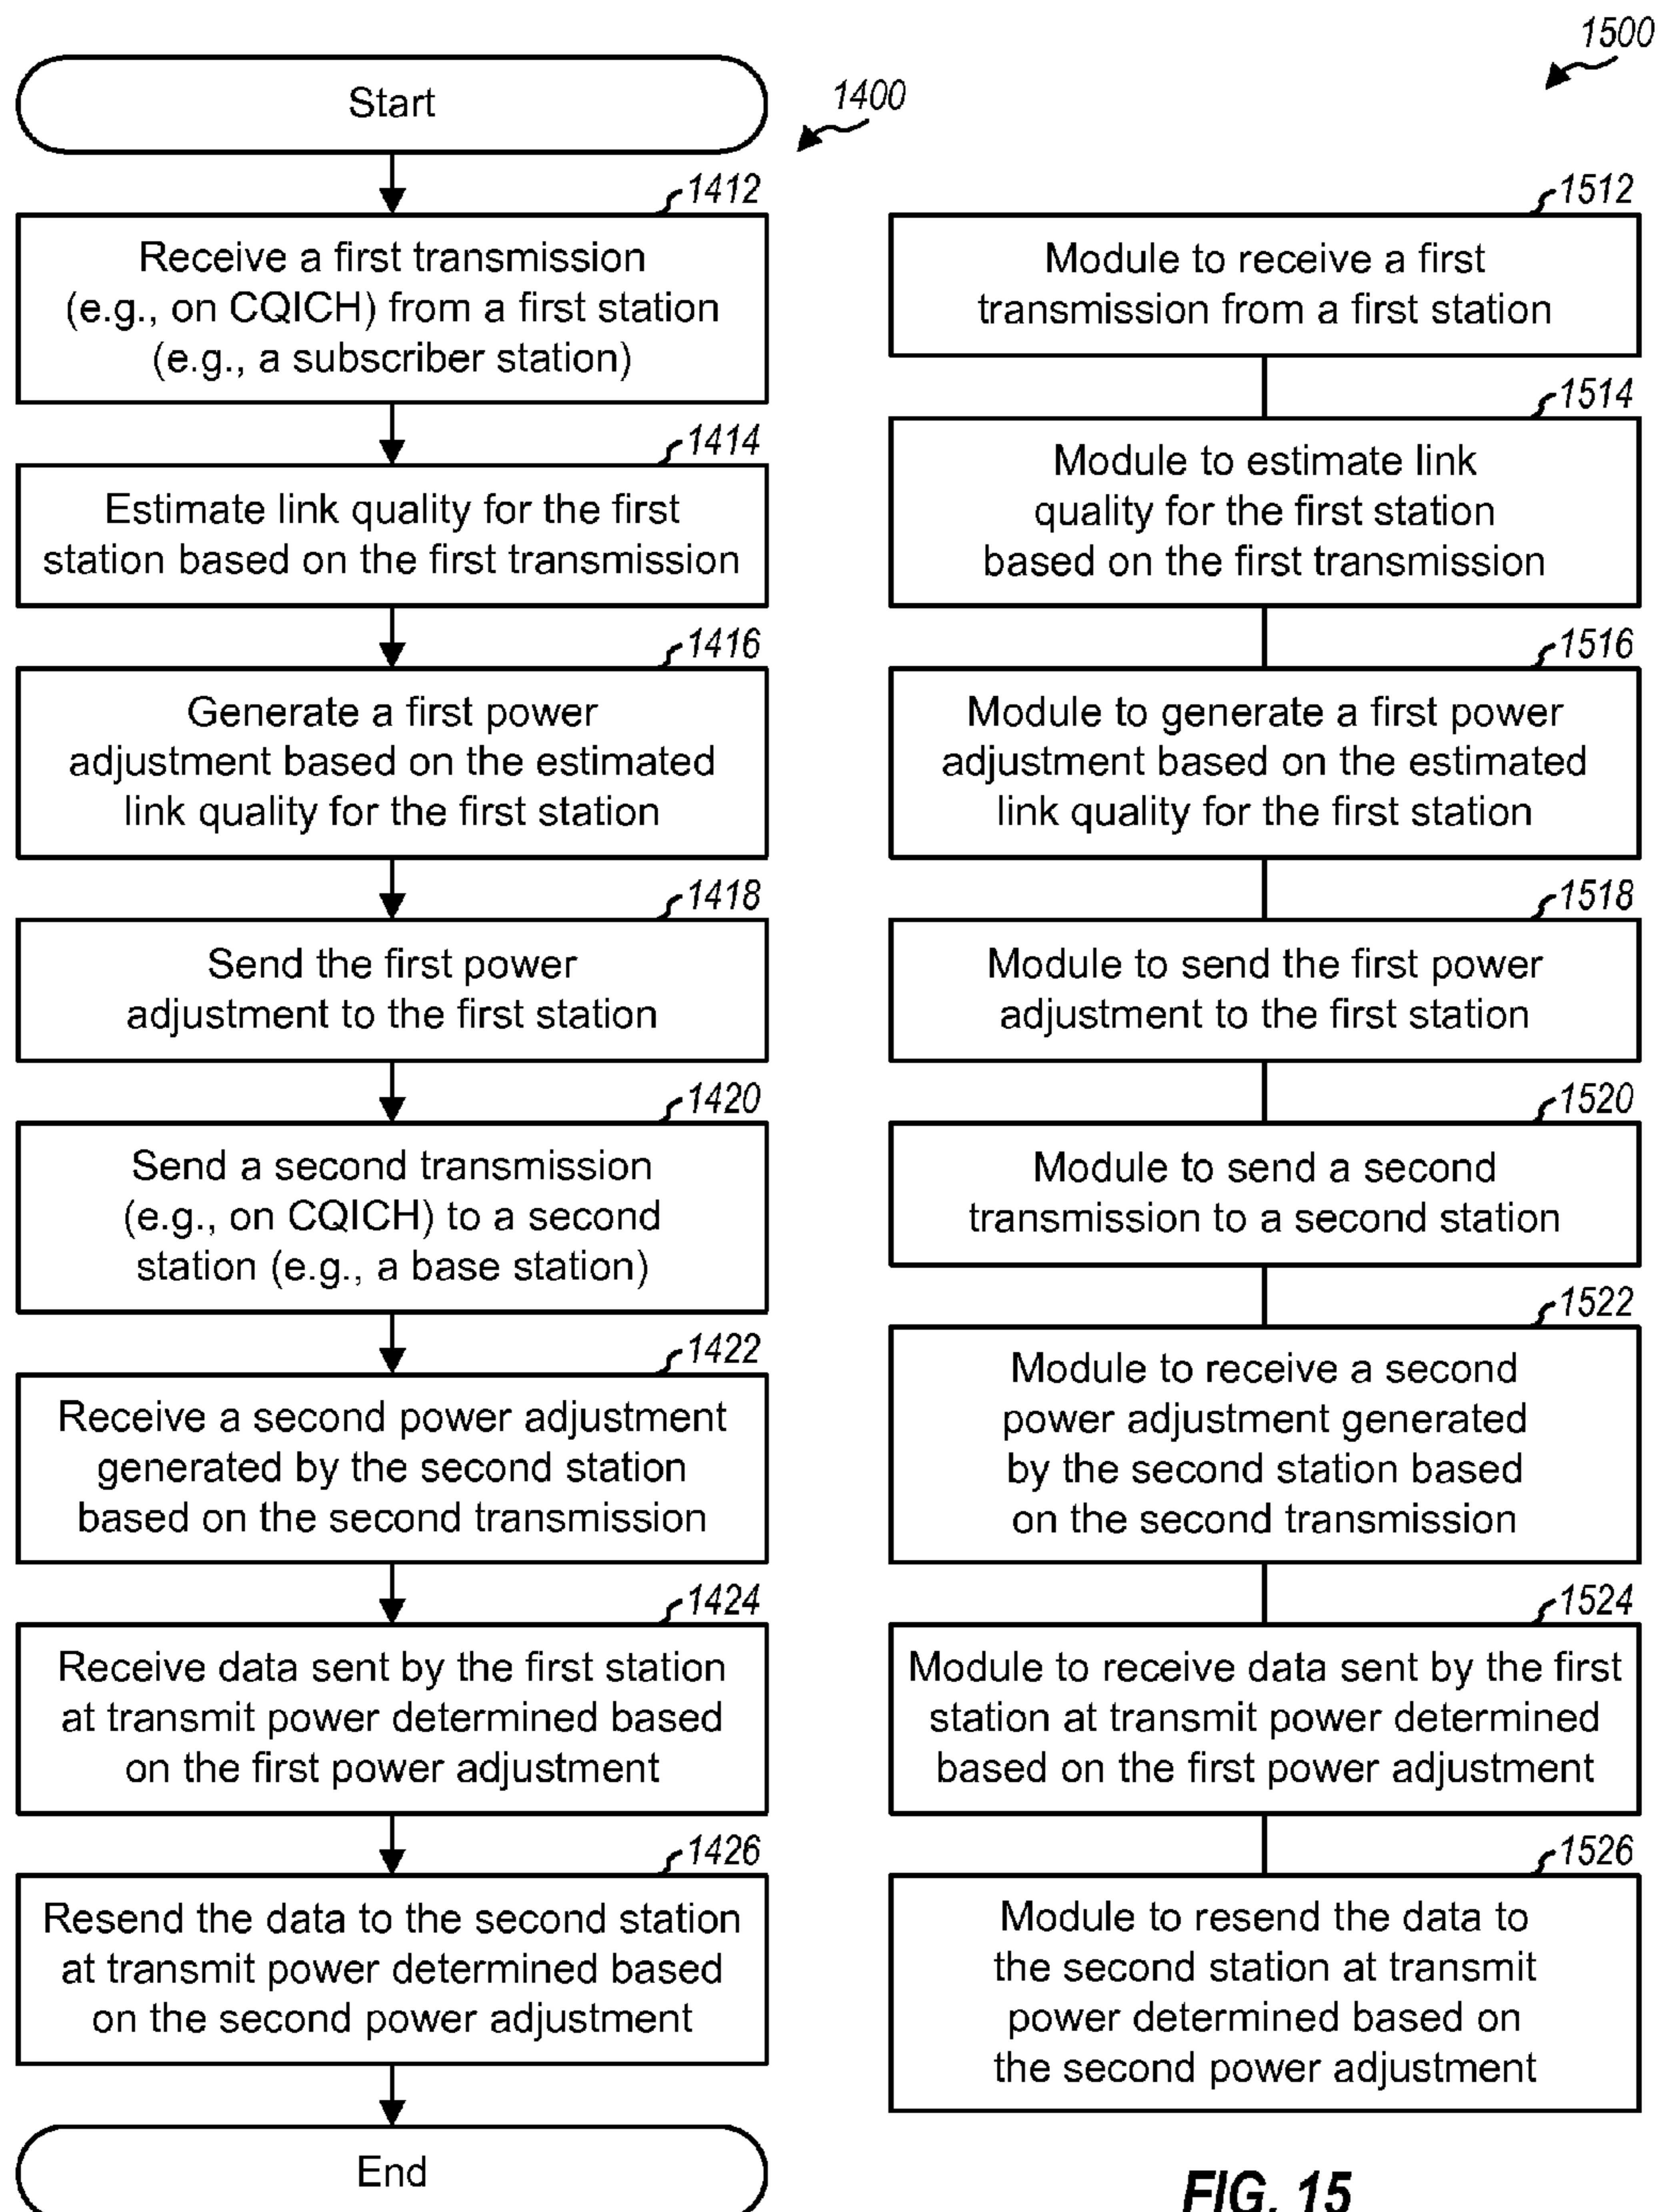 Start
1400
1412
Receive a first transmission
(e.g., on CQICH) from a first station
(e.g., a subscriber station)
1414
Estimate link quality for the first
station based on the first transmission
1416
Generate a first power
adjustment based on the estimated
link quality for the first station
1418
Send the first power
adjustment to the first station
1420
Send a second transmission
(e.g., on CQICH) to a second
station (e.g., a base station)
1422
Receive a second power adjustment
generated by the second station
based on the second transmission
1424
Receive data sent by the first station
at transmit power determined based
on the first power adjustment
1426
Resend the data to the second station
at transmit power determined based
on the second power adjustment
End
1500
1512
Module to receive a first
transmission from a first station
1514
Module to estimate link
quality for the first station
based on the first transmission
1516
Module to generate a first power
adjustment based on the estimated
link quality for the first station
1518
Module to send the first power
adjustment to the first station
1520
Module to send a second
transmission to a second station
1522
Module to receive a second
power adjustment generated
by the second station based
on the second transmission
1524
Module to receive data sent by the first
station at transmit power determined
based on the first power adjustment
1526
Module to resend the data to
the second station at transmit
power determined based on
the second power adjustment
FIG. 15